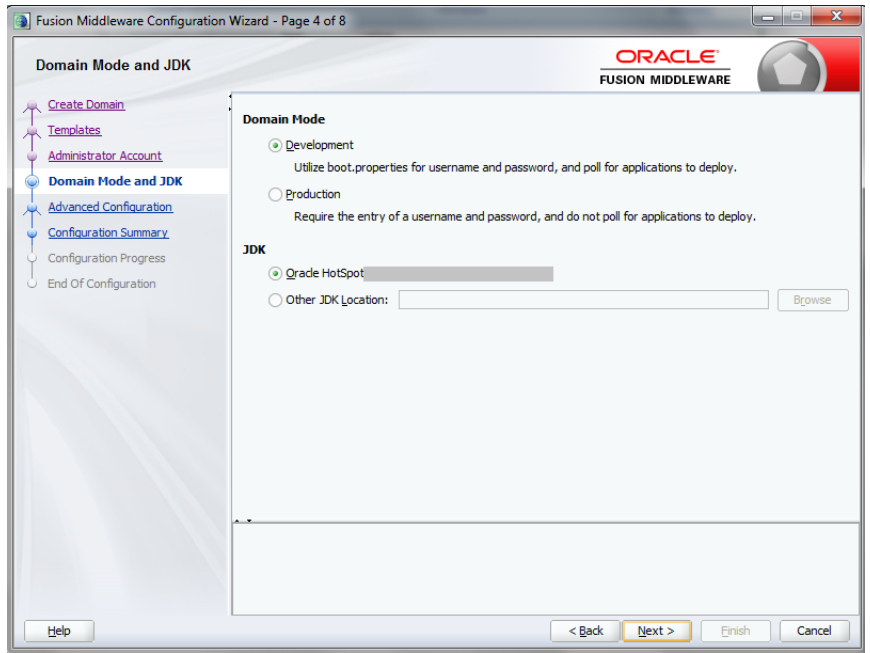 Fusion Middleware Configuration Wizard - Page 4 of 8
Domain Mode and JDK
ORACLE
FUSION MIDDLEWARE
Create Domain
Templates
Administrator Account
Domain Mode and JDK
Advanced Configuration
Configuration Summary
Configuration Progress
End Of Configuration
Domain Mode
Development
Utilize boot.properties for username and password, and poll for applications to deploy.
Production
Require the entry of a username and password, and do not poll for applications to deploy.
JDK
Oracle HotSpot
Other JDK Location:
Browse
Help
< Back
Next >
Finish
Cancel